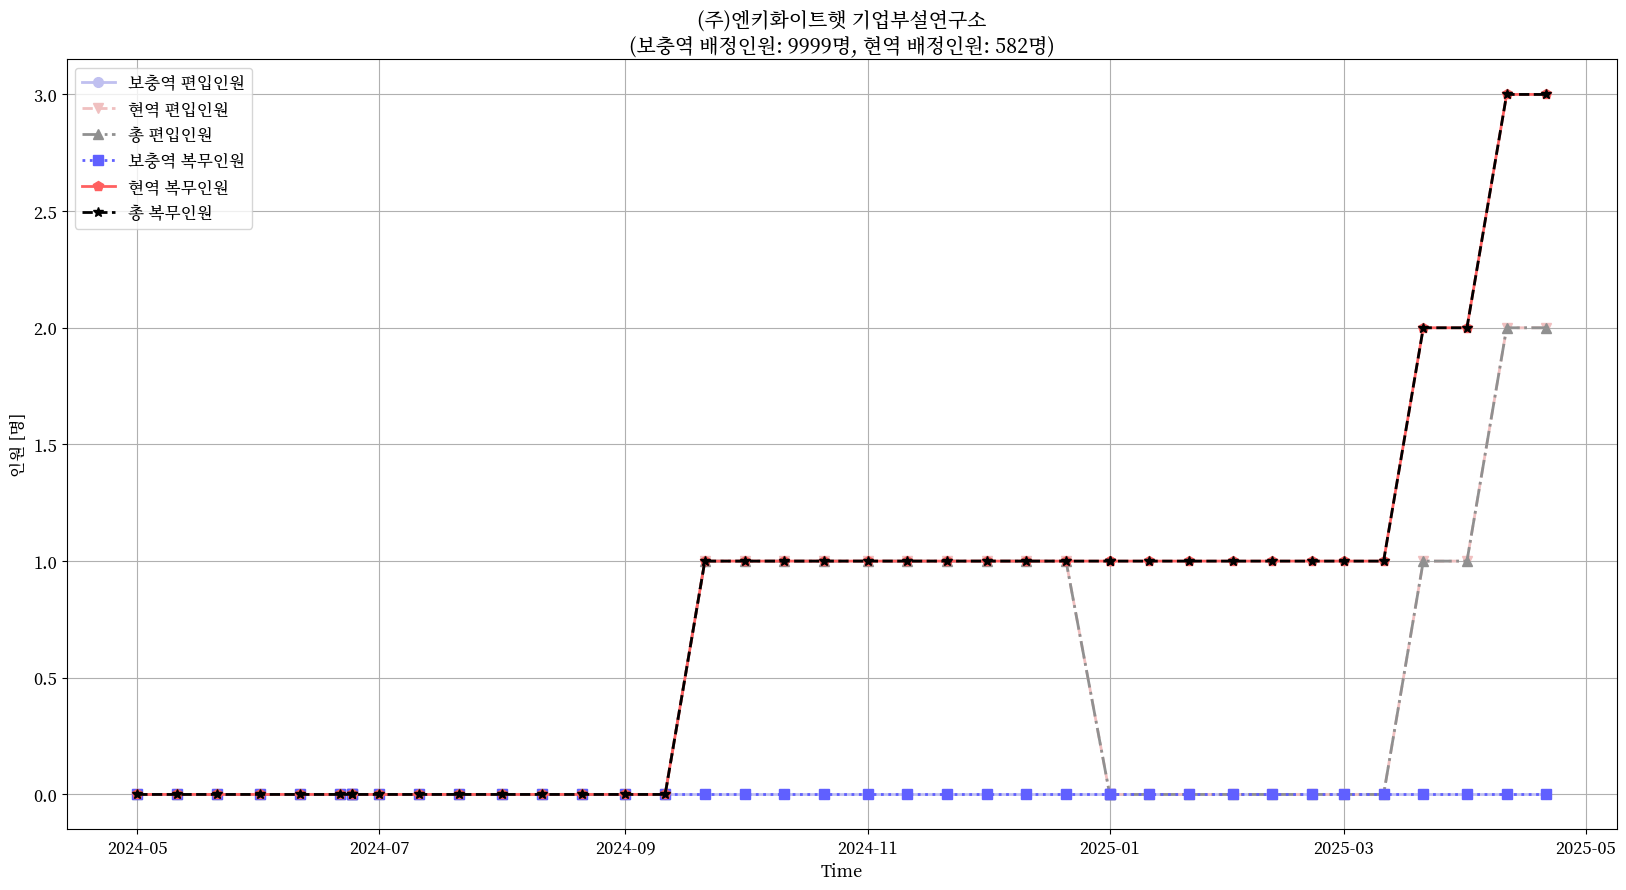 (주)엔키화이트햇 기업부설연구소
(보충역 배정인원: 9999명, 현역 배정인원: 582명)
보충역 편입인원
현역 편입인원
총 편입인원
보충역 복무인원
현역 복무인원
총 복무인원
인원 [명]
3.0
2.5
2.0
1.5
1.0
0.5
0.0
2024-05
2024-07
2024-09
2024-11
2025-01
2025-03
2025-05
Time